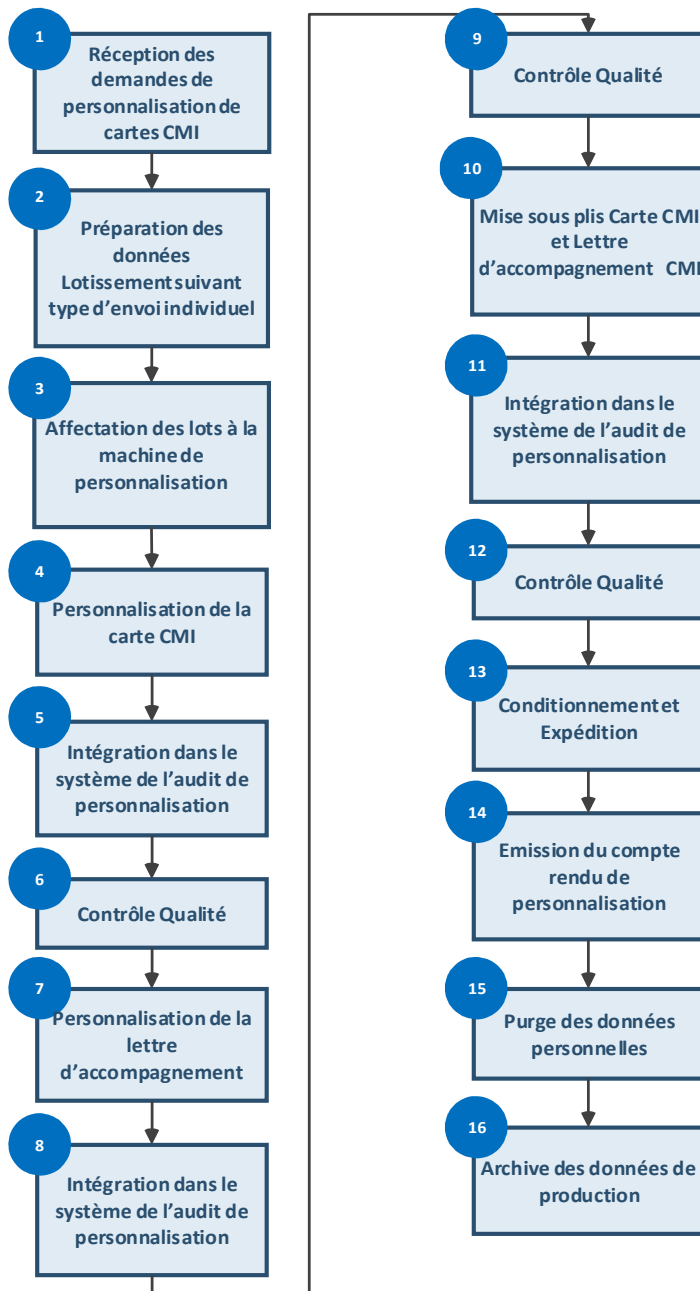 1
Réception des
demandes de
personnalisation de
cartes CMI
2
Préparation des
données
Lotissement suivant
type d'envoi individuel
3
Affectation des lots à la
machine de
personnalisation
4
Personnalisation de la
carte CMI
5
Intégration dans le
système de l'audit de
personnalisation
6
Contrôle Qualité
7
Personnalisation de la
lettre
d'accompagnement
8
Intégration dans le
système de l'audit de
personnalisation
9
Contrôle Qualité
10
Mise sous plis Carte CMI
et Lettre
d'accompagnement CMI
11
Intégration dans le
système de l'audit de
personnalisation
12
Contrôle Qualité
13
Conditionnement et
Expédition
14
Emission du compte
rendu de
personnalisation
15
Purge des données
personnelles
16
Archive des données de
production